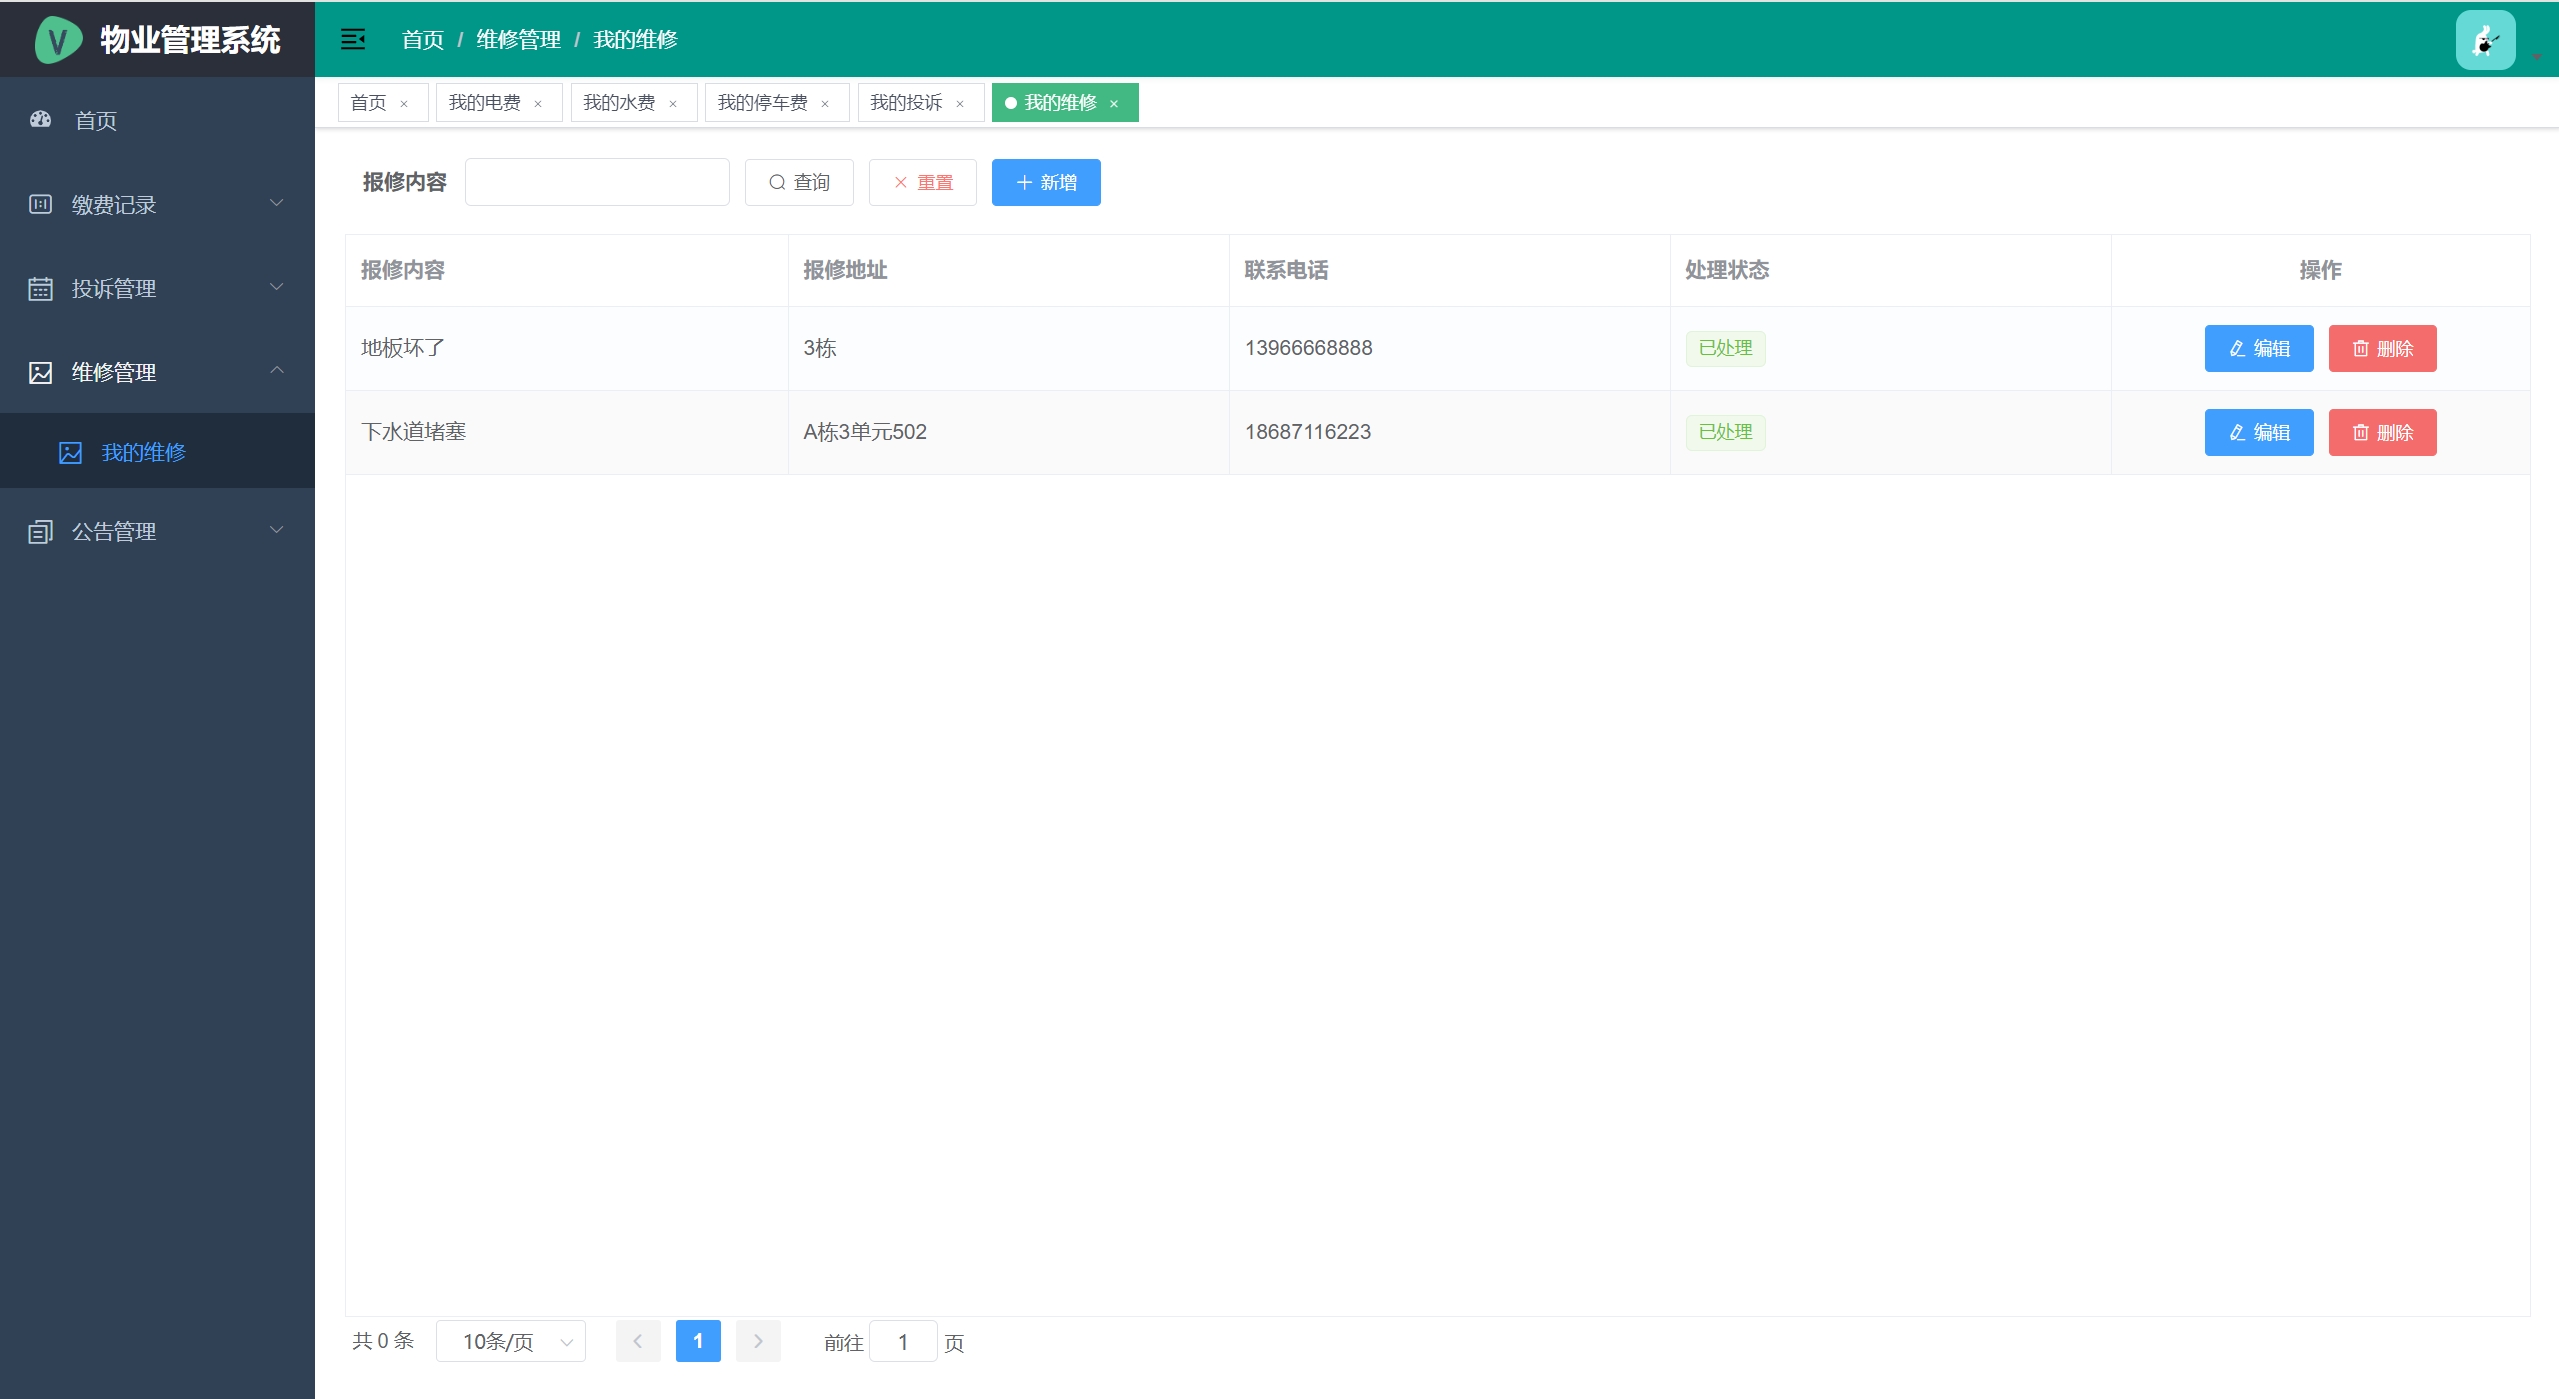 物业管理系统
首页 / 维修管理 / 我的维修
首页
缴费记录
投诉管理
维修管理
我的维修
公告管理
首页 × 我的电费 × 我的水费 × 我的停车费 × 我的投诉 × 我的维修 ×
报修内容 查询 重置 新增
报修内容 报修地址 联系电话 处理状态 操作
地板坏了 3栋 13966668888 已处理 编辑 删除
下水道堵塞 A栋3单元502 18687116223 已处理 编辑 删除
共 0 条 10条/页 1 前往 1 页